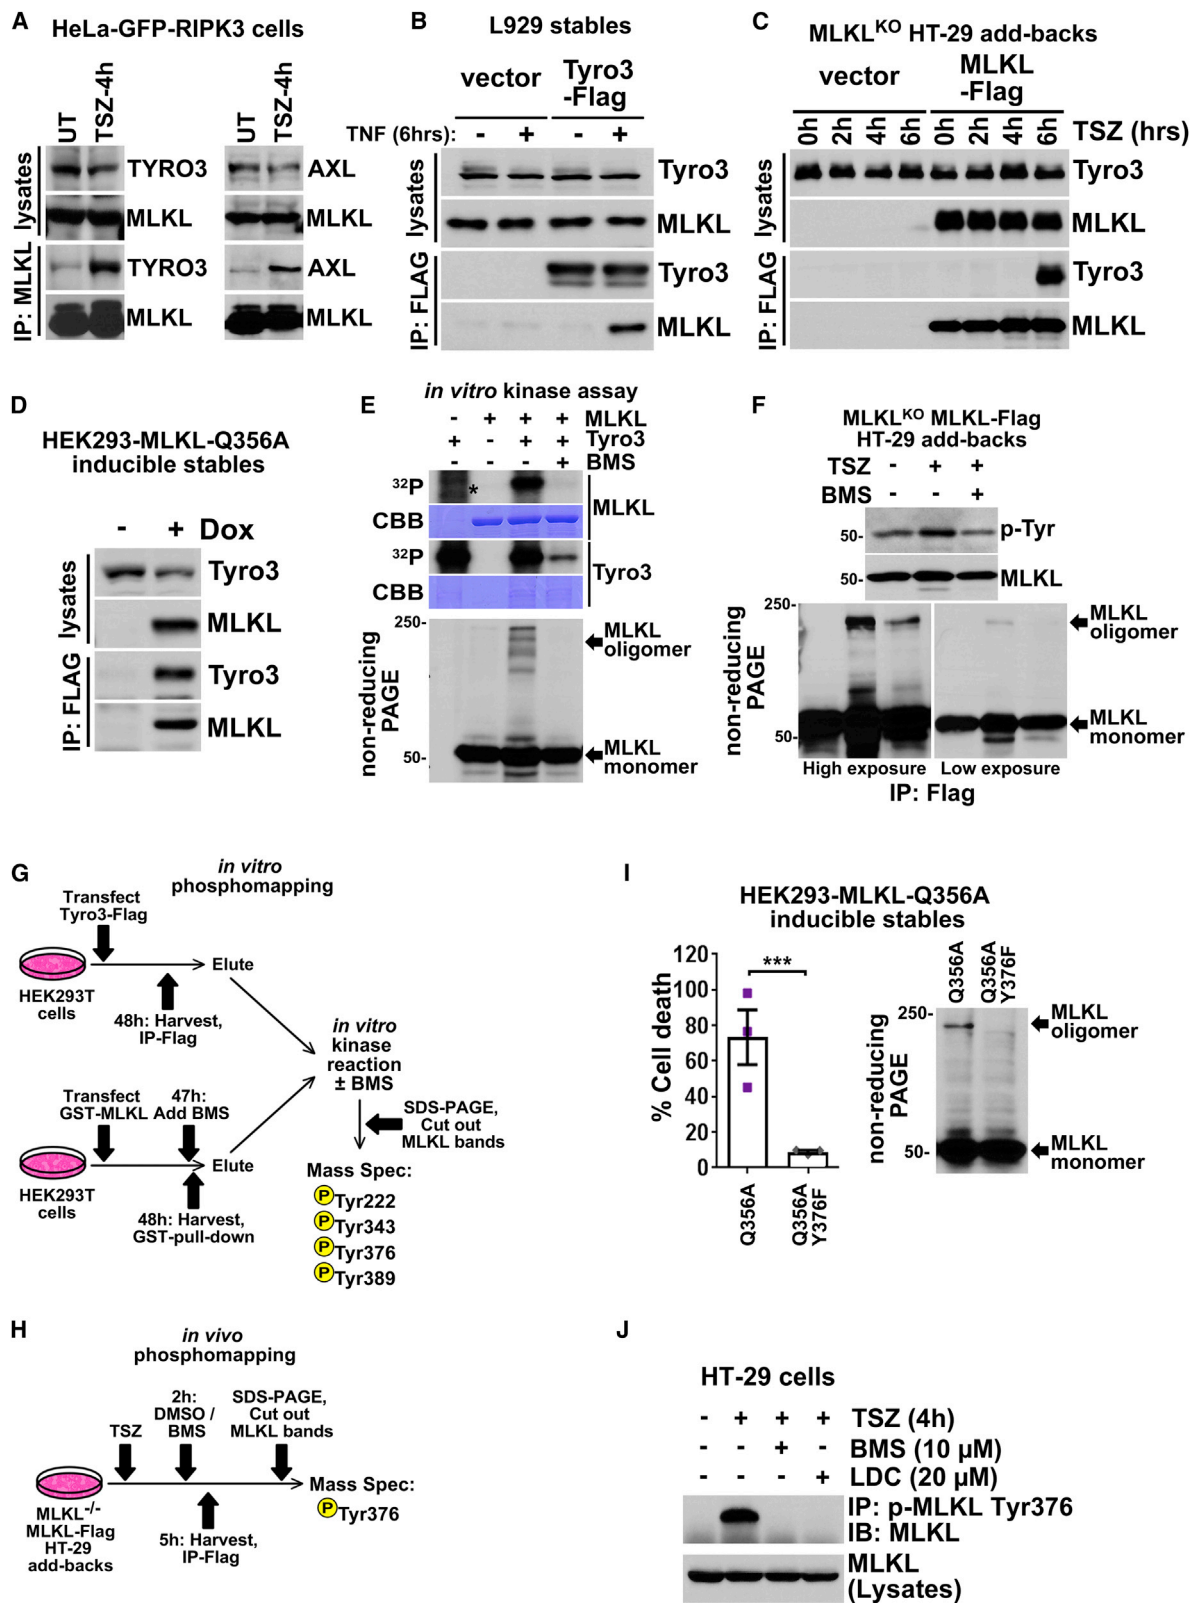 A
HeLa-GFP-RIPK3 cells
UT
TSZ-4h
UT
TSZ-4h
lysates
TYRO3
AXL
MLKL
MLKL
IP: MLKL
TYRO3
AXL
MLKL
MLKL
B
L929 stables
vector
Tyro3
-Flag
TNF (6hrs):
- + - +
lysates
Tyro3
MLKL
IP: FLAG
Tyro3
MLKL
C
MLKLKO HT-29 add-backs
vector
MLKL
-Flag
0h 2h 4h 6h 0h 2h 4h 6h TSZ (hrs)
lysates
Tyro3
MLKL
IP: FLAG
Tyro3
MLKL
D
HEK293-MLKL-Q356A
inducible stables
- + Dox
lysates
Tyro3
MLKL
IP: FLAG
Tyro3
MLKL
E
in vitro kinase assay
- + + + MLKL
+ - + + Tyro3
- - - + BMS
32P
*
CBB
MLKL
32P
CBB
Tyro3
non-reducing
PAGE
250-
MLKL
oligomer
50-
MLKL
monomer
F
MLKLKO MLKL-Flag
HT-29 add-backs
TSZ - + +
BMS - - +
50- p-Tyr
50- MLKL
non-reducing
PAGE
250-
MLKL
oligomer
50-
MLKL
monomer
High exposure Low exposure
IP: Flag
G
in vitro
phosphomapping
Transfect
Tyro3-Flag
HEK293T
cells
Elute
48h: Harvest,
IP-Flag
Transfect
GST-MLKL
47h:
Add BMS
HEK293T
cells
Elute
48h: Harvest,
GST-pull-down
in vitro
kinase
reaction
± BMS
SDS-PAGE,
Cut out
MLKL bands
Mass Spec:
P Tyr222
P Tyr343
P Tyr376
P Tyr389
H
in vivo
phosphomapping
TSZ
2h:
DMSO /
BMS
SDS-PAGE,
Cut out
MLKL bands
MLKL-/-
MLKL-Flag
HT-29
add-backs
5h: Harvest,
IP-Flag
Mass Spec:
P Tyr376
I
HEK293-MLKL-Q356A
inducible stables
% Cell death
120
100
80
60
40
20
0
***
Q356A
Q356A
Y376F
Q356A
Q356A
Y376F
non-reducing
PAGE
250-
MLKL
oligomer
50-
MLKL
monomer
J
HT-29 cells
- + + + TSZ (4h)
- - + - BMS (10 µM)
- - - + LDC (20 µM)
IP: p-MLKL Tyr376
IB: MLKL
MLKL
(Lysates)